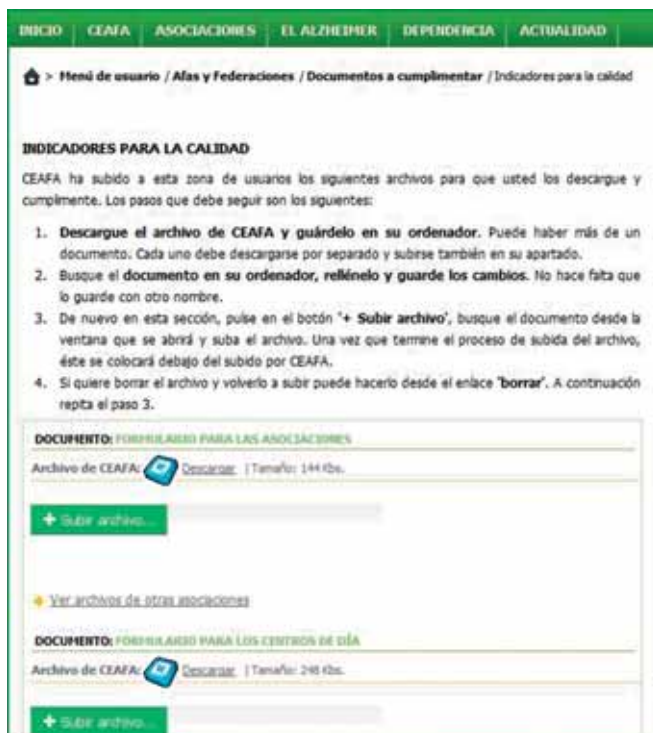 INICIO CEAFA ASOCIACIONES EL ALZHEIMER DEPENDENCIA ACTUALIDAD
> Menú de usuario / Afas y Federaciones / Documentos a cumplimentar / Indicadores para la calidad
INDICADORES PARA LA CALIDAD
CEAFA ha subido a esta zona de usuarios los siguientes archivos para que usted los descargue y
cumplimente. Los pasos que debe seguir son los siguientes:
1. Descargue el archivo de CEAFA y guárdelo en su ordenador. Puede haber más de un
documento. Cada uno debe descargarse por separado y subirse también en su apartado.
2. Busque el documento en su ordenador, rellénelo y guarde los cambios. No hace falta que
lo guarde con otro nombre.
3. De nuevo en esta sección, pulse en el botón '+ Subir archivo', busque el documento desde la
ventana que se abrirá y suba el archivo. Una vez que termine el proceso de subida del archivo,
éste se colocará debajo del subido por CEAFA.
4. Si quiere borrar el archivo y volverlo a subir puede hacerlo desde el enlace 'borrar'. A continuación
repita el paso 3.
DOCUMENTO: FORMULARIO PARA LAS ASOCIACIONES
Archivo de CEAFA: Descargar | Tamaño: 144 Kbs.
+ Subir archivo...
Ver archivos de otras asociaciones
DOCUMENTO: FORMULARIO PARA LOS CENTROS DE DÍA
Archivo de CEAFA: Descargar | Tamaño: 248 Kbs.
+ Subir archivo...